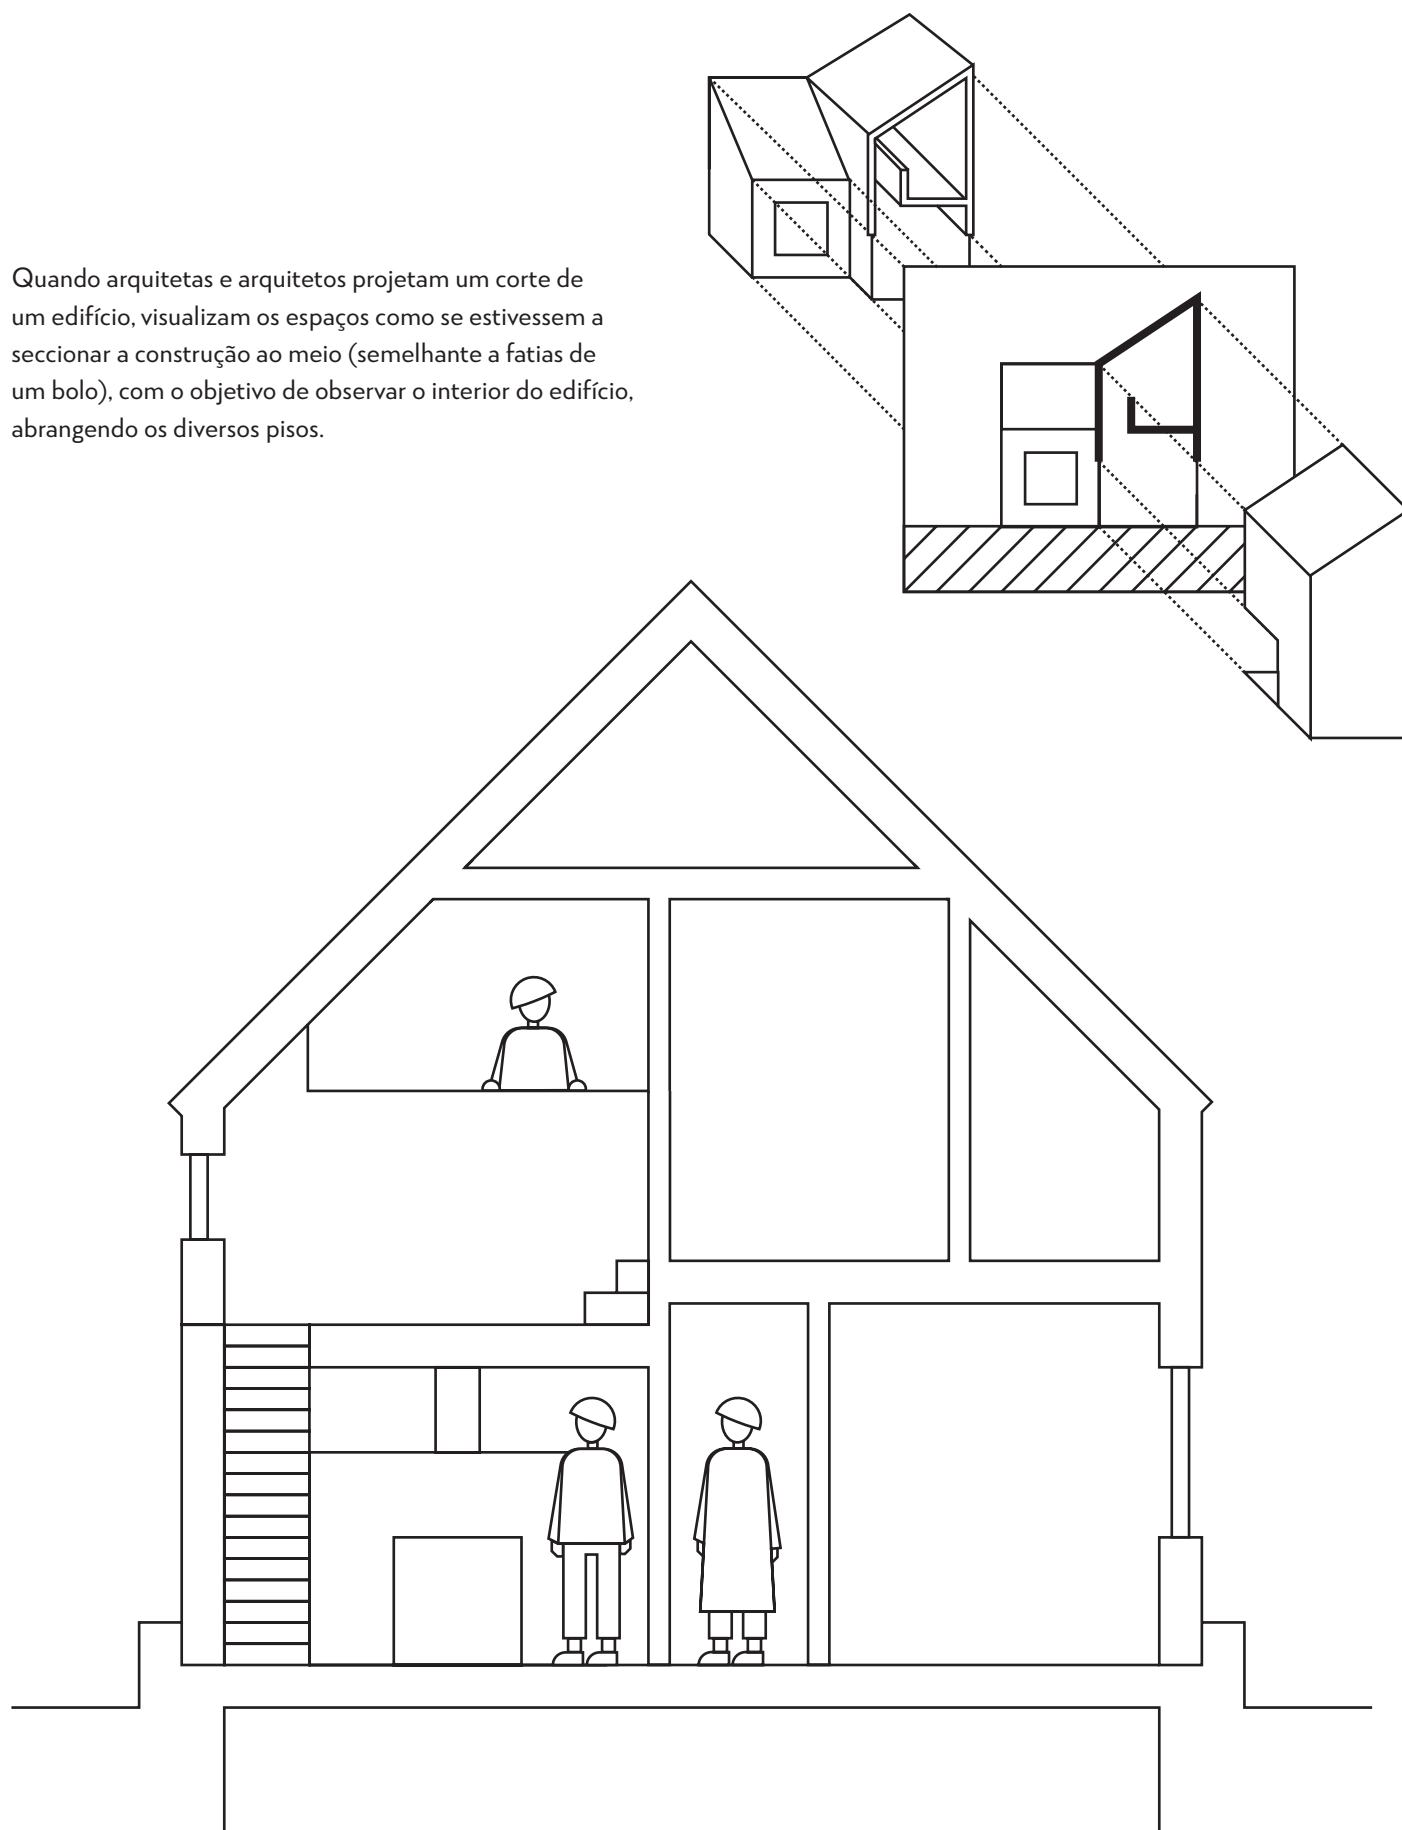 Quando arquitetas e arquitetos projetam um corte de
um edifício, visualizam os espaços como se estivessem a
seccionar a construção ao meio (semelhante a fatias de
um bolo), com o objetivo de observar o interior do edifício,
abrangendo os diversos pisos.